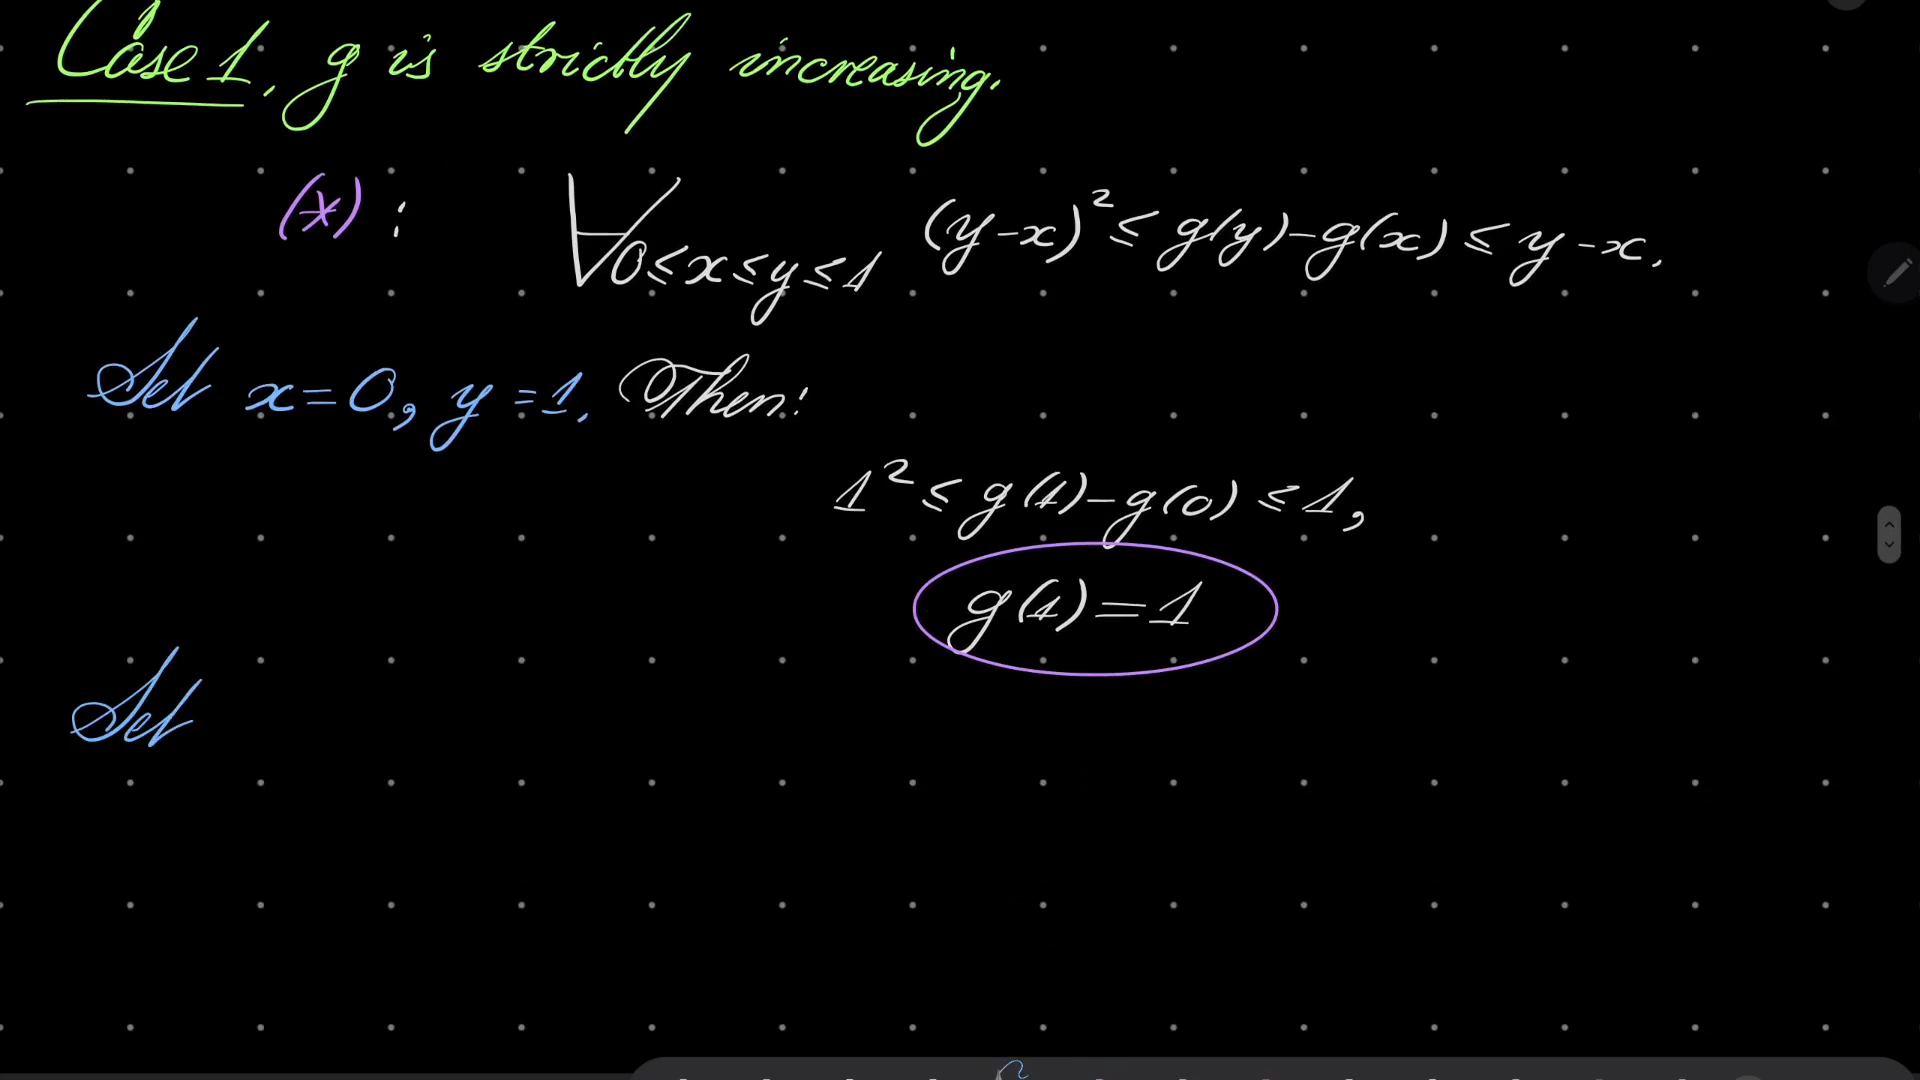 Case 1. g is strictly increasing.
(*) : ∀ 0≤x≤y≤1 (y-x)² ≤ g(y)-g(x) ≤ y-x.
Set x=0, y=1. Then:
1² ≤ g(1)-g(0) ≤ 1,
g(1)=1
Set